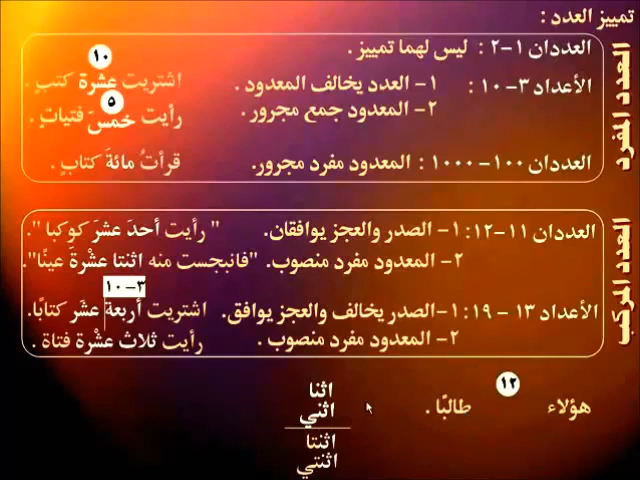 تمييز العدد :
العدد المفرد
العددان ١-٢ : ليس لهما تمييز .
الأعداد ٣-١٠ : ١- العدد يخالف المعدود . اشتريت عشرة كتبٍ .
١٠
٢- المعدود جمع مجرور . رأيت خمسَ فتياتٍ .
٥
العددان ١٠٠-١٠٠٠ : المعدود مفرد مجرور. قرأتُ مائةَ كتابٍ .
العدد المركب
العددان ١١-١٢: ١- الصدر والعجز يوافقان. " رأيت أحدَ عشرَ كوكبا ".
٢- المعدود مفرد منصوب. "فانبجست منه اثنتا عشْرةَ عينًا".
٣-١٠
الأعداد ١٣ - ١٩: ١-الصدر يخالف والعجز يوافق. اشتريت أربعة عشَر كتابًا.
٢- المعدود مفرد منصوب . رأيت ثلاث عشْرة فتاة .
هؤلاء ١٢ طالبًا .
اثنا
اثني
اثنتا
اثنتي